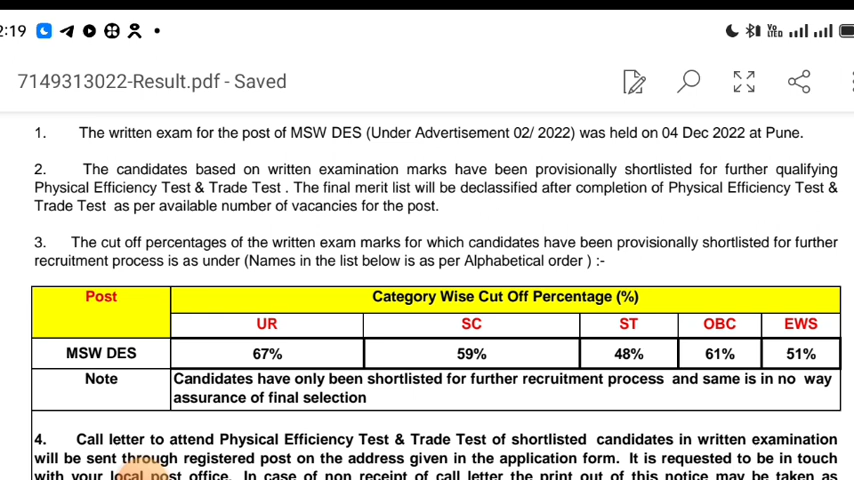 2:19
7149313022-Result.pdf - Saved
1. The written exam for the post of MSW DES (Under Advertisement 02/ 2022) was held on 04 Dec 2022 at Pune.
2. The candidates based on written examination marks have been provisionally shortlisted for further qualifying
Physical Efficiency Test & Trade Test . The final merit list will be declassified after completion of Physical Efficiency Test &
Trade Test as per available number of vacancies for the post.
3. The cut off percentages of the written exam marks for which candidates have been provisionally shortlisted for further
recruitment process is as under (Names in the list below is as per Alphabetical order ) :-
Post Category Wise Cut Off Percentage (%)
UR SC ST OBC EWS
MSW DES 67% 59% 48% 61% 51%
Note Candidates have only been shortlisted for further recruitment process and same is in no way
assurance of final selection
4. Call letter to attend Physical Efficiency Test & Trade Test of shortlisted candidates in written examination
will be sent through registered post on the address given in the application form. It is requested to be in touch
with your local post office. In case of non receipt of call letter the print out of this notice may be taken as